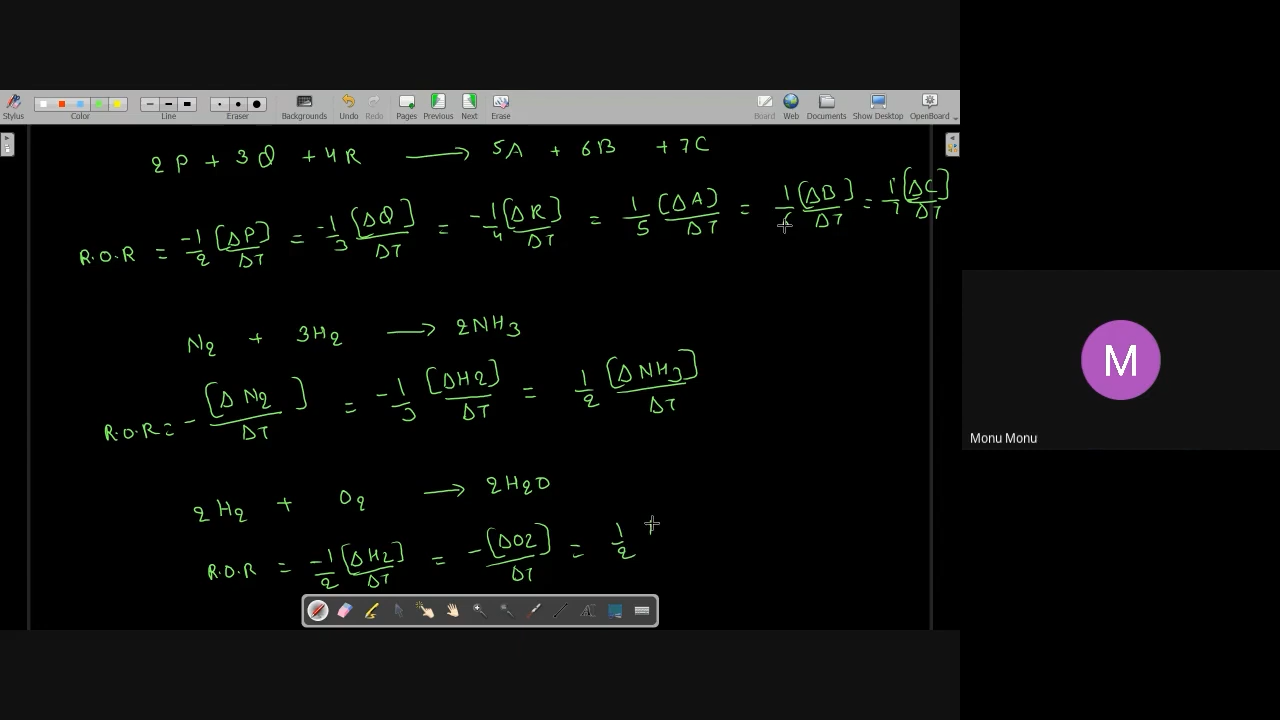 Stylus Color Line Eraser Backgrounds Undo Redo Pages Previous Next Erase Board Web Documents Show Desktop OpenBoard
2P + 3Q + 4R ⟶ 5A + 6B + 7C
R.O.R = -1/2 [ΔP]/ΔT = -1/3 [ΔQ]/ΔT = -1/4 [ΔR]/ΔT = 1/5 [ΔA]/ΔT = 1/6 [ΔB]/ΔT = 1/7 [ΔC]/ΔT
N2 + 3H2 ⟶ 2NH3
R.O.R = - [ΔN2]/ΔT = -1/3 [ΔH2]/ΔT = 1/2 [ΔNH3]/ΔT
M
Monu Monu
2H2 + O2 ⟶ 2H2O
R.O.R = -1/2 [ΔH2]/ΔT = - [ΔO2]/ΔT = 1/2